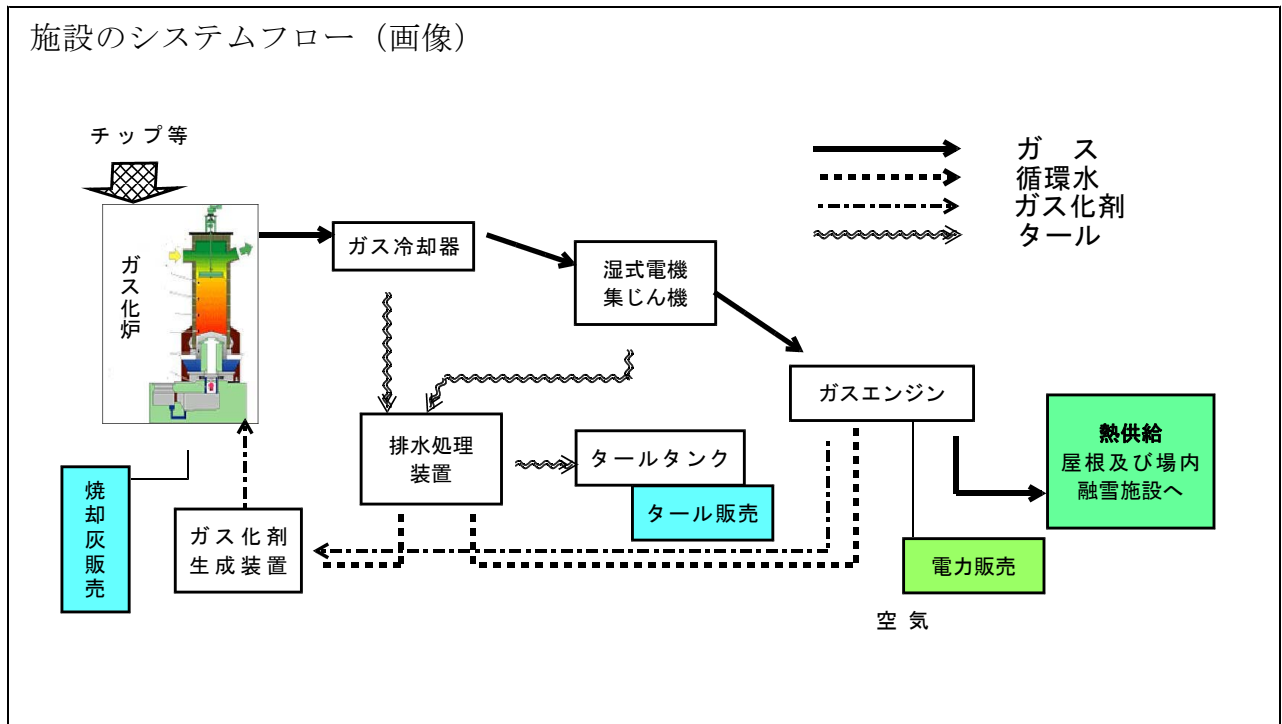 施設のシステムフロー（画像）
チップ等
ガス
循環水
ガス化剤
タール
ガス化炉
ガス冷却器
湿式電機
集じん機
ガスエンジン
熱供給
屋根及び場内
融雪施設へ
排水処理
装置
タールタンク
タール販売
焼却灰販売
ガス化剤
生成装置
電力販売
空気